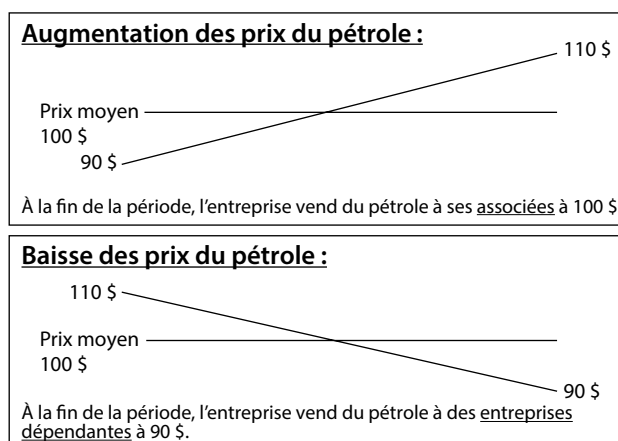 Augmentation des prix du pétrole :
110 $
Prix moyen
100 $
90 $
À la fin de la période, l’entreprise vend du pétrole à ses associées à 100 $
Baisse des prix du pétrole :
110 $
Prix moyen
100 $
90 $
À la fin de la période, l’entreprise vend du pétrole à des entreprises
dépendantes à 90 $.